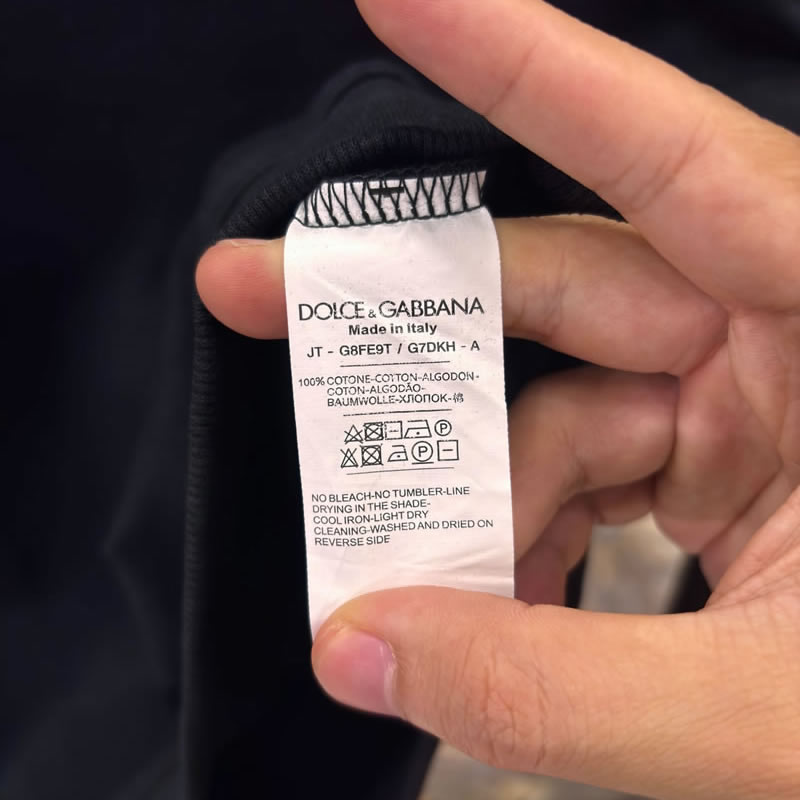 DOLCE & GABBANA
Made in Italy
JT - G8FE9T / G7DKH - A
100% COTONE-COTTON-ALGODON-
COTON-ALGODÃO-
BAUMWOLLE-ХЛОПОК-棉
NO BLEACH-NO TUMBLER-LINE
DRYING IN THE SHADE-
COOL IRON-LIGHT DRY
CLEANING-WASHED AND DRIED ON
REVERSE SIDE